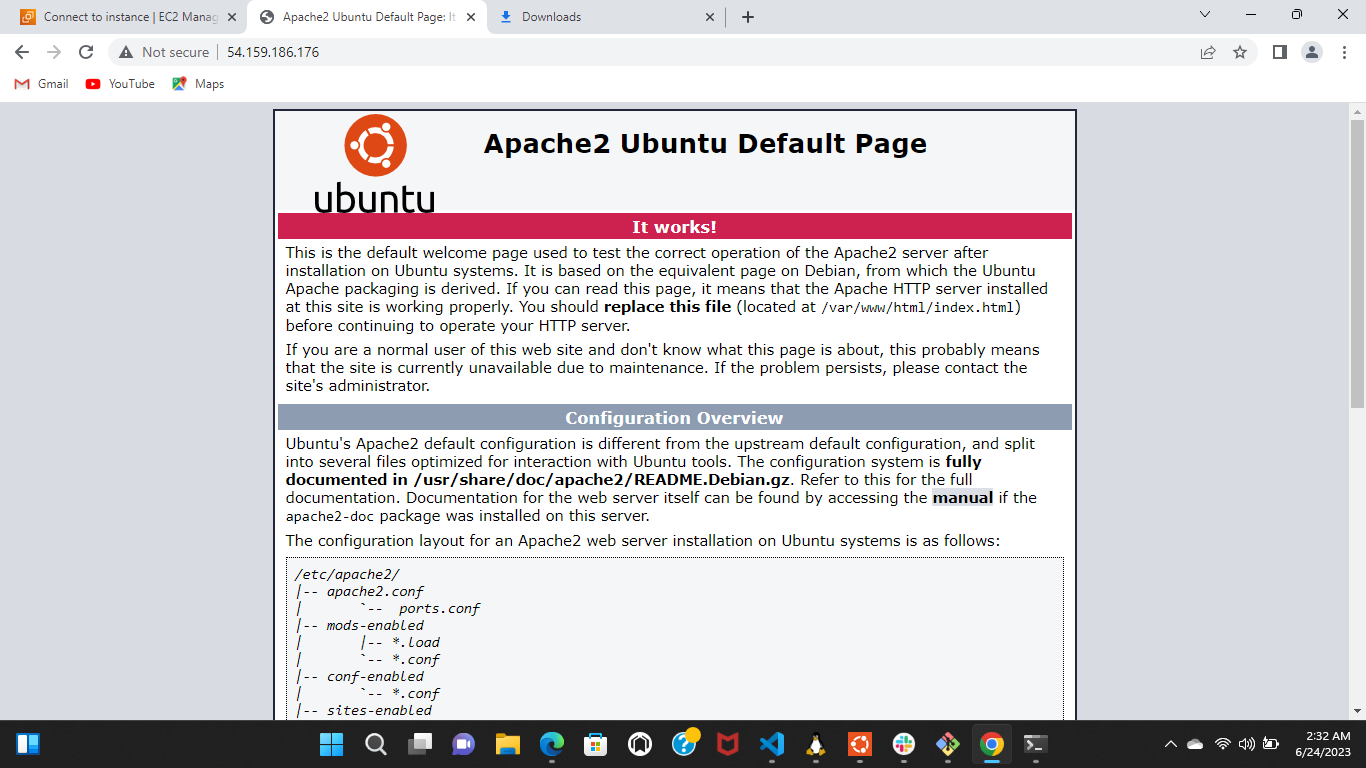 Connect to instance | EC2 Manag
Apache2 Ubuntu Default Page: It
Downloads
Not secure
54.159.186.176
Gmail
YouTube
Maps
ubuntu
Apache2 Ubuntu Default Page
It works!
This is the default welcome page used to test the correct operation of the Apache2 server after
installation on Ubuntu systems. It is based on the equivalent page on Debian, from which the Ubuntu
Apache packaging is derived. If you can read this page, it means that the Apache HTTP server installed
at this site is working properly. You should replace this file (located at /var/www/html/index.html)
before continuing to operate your HTTP server.
If you are a normal user of this web site and don't know what this page is about, this probably means
that the site is currently unavailable due to maintenance. If the problem persists, please contact the
site's administrator.
Configuration Overview
Ubuntu's Apache2 default configuration is different from the upstream default configuration, and split
into several files optimized for interaction with Ubuntu tools. The configuration system is fully
documented in /usr/share/doc/apache2/README.Debian.gz. Refer to this for the full
documentation. Documentation for the web server itself can be found by accessing the manual if the
apache2-doc package was installed on this server.
The configuration layout for an Apache2 web server installation on Ubuntu systems is as follows:
/etc/apache2/
|-- apache2.conf
|       `--  ports.conf
|-- mods-enabled
|       |-- *.load
|       `-- *.conf
|-- conf-enabled
|       `-- *.conf
|-- sites-enabled
2:32 AM
6/24/2023